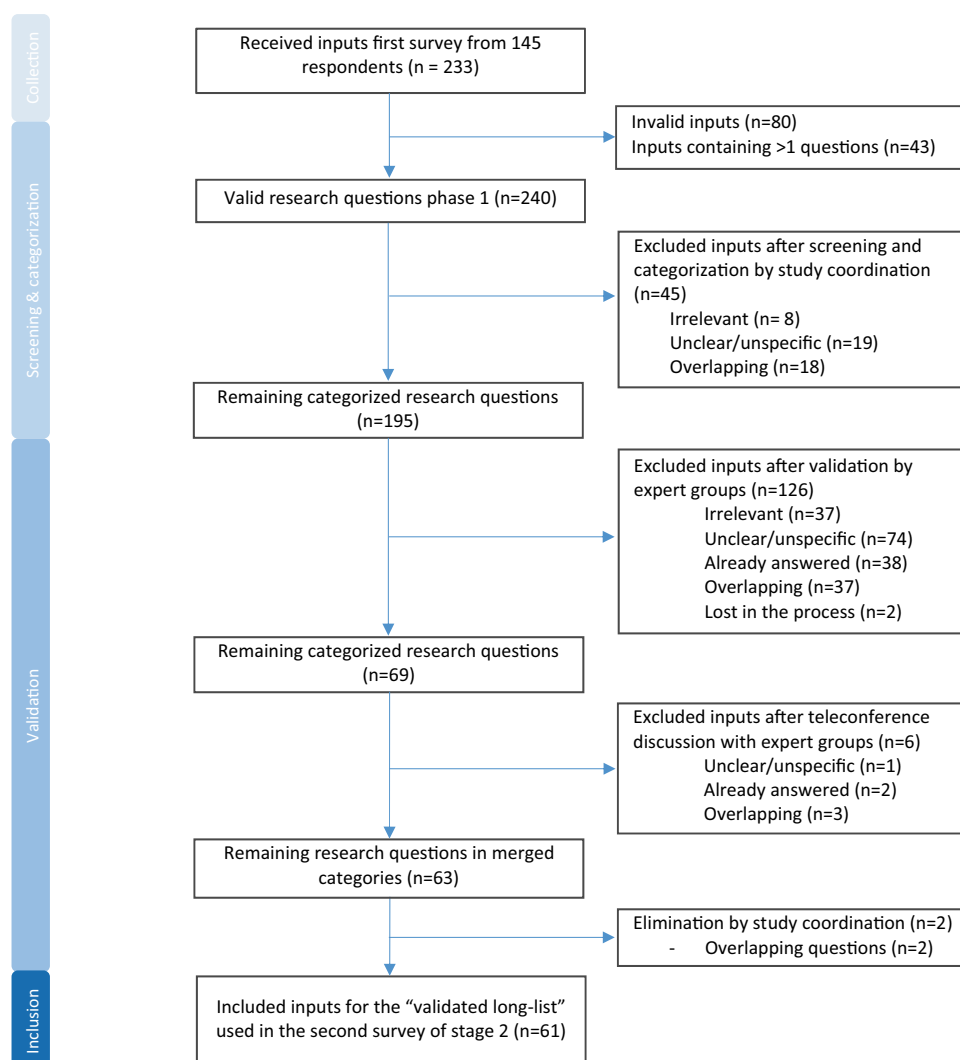 Collection
Received inputs first survey from 145
respondents (n = 233)
Invalid inputs (n=80)
Inputs containing >1 questions (n=43)
Screening & categorization
Valid research questions phase 1 (n=240)
Excluded inputs after screening and
categorization by study coordination
(n=45)
Irrelevant (n= 8)
Unclear/unspecific (n=19)
Overlapping (n=18)
Remaining categorized research questions
(n=195)
Validation
Excluded inputs after validation by
expert groups (n=126)
Irrelevant (n=37)
Unclear/unspecific (n=74)
Already answered (n=38)
Overlapping (n=37)
Lost in the process (n=2)
Remaining categorized research questions
(n=69)
Excluded inputs after teleconference
discussion with expert groups (n=6)
Unclear/unspecific (n=1)
Already answered (n=2)
Overlapping (n=3)
Remaining research questions in merged
categories (n=63)
Elimination by study coordination (n=2)
- Overlapping questions (n=2)
Inclusion
Included inputs for the “validated long-list”
used in the second survey of stage 2 (n=61)